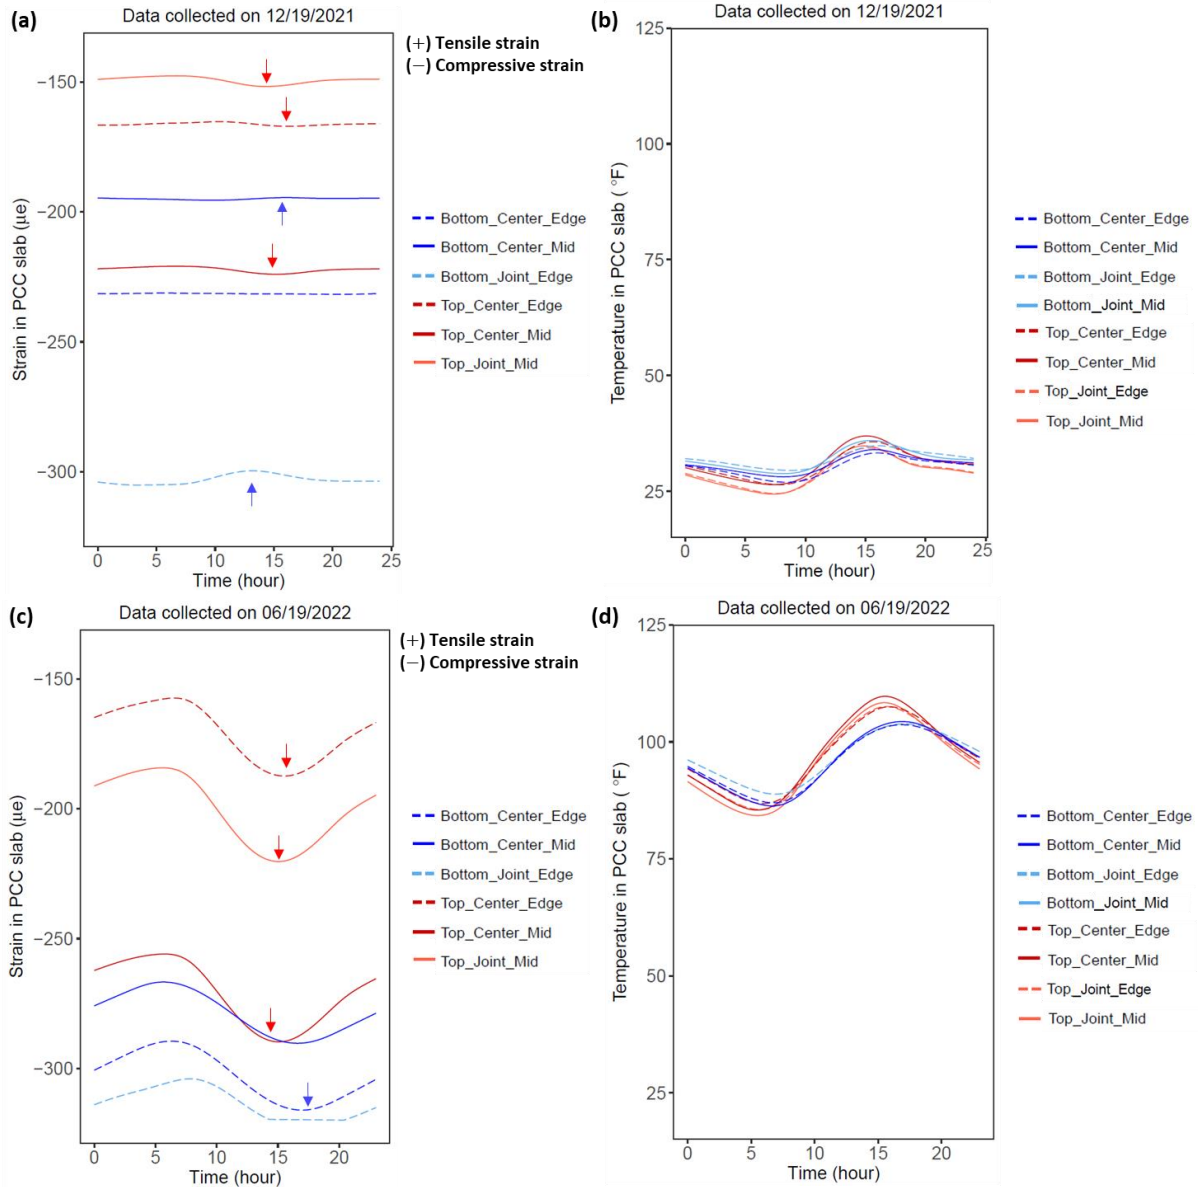 (a)
Data collected on 12/19/2021
(+) Tensile strain
(−) Compressive strain
−150
−200
−250
−300
Strain in PCC slab (µe)
0 5 10 15 20 25
Time (hour)
Bottom_Center_Edge
Bottom_Center_Mid
Bottom_Joint_Edge
Top_Center_Edge
Top_Center_Mid
Top_Joint_Mid
(b)
Data collected on 12/19/2021
125
100
75
50
25
Temperature in PCC slab ( °F)
0 5 10 15 20 25
Time (hour)
Bottom_Center_Edge
Bottom_Center_Mid
Bottom_Joint_Edge
Bottom_Joint_Mid
Top_Center_Edge
Top_Center_Mid
Top_Joint_Edge
Top_Joint_Mid
(c)
Data collected on 06/19/2022
(+) Tensile strain
(−) Compressive strain
−150
−200
−250
−300
Strain in PCC slab (µe)
0 5 10 15 20
Time (hour)
Bottom_Center_Edge
Bottom_Center_Mid
Bottom_Joint_Edge
Top_Center_Edge
Top_Center_Mid
Top_Joint_Mid
(d)
Data collected on 06/19/2022
125
100
75
50
25
Temperature in PCC slab ( °F)
0 5 10 15 20
Time (hour)
Bottom_Center_Edge
Bottom_Center_Mid
Bottom_Joint_Edge
Bottom_Joint_Mid
Top_Center_Edge
Top_Center_Mid
Top_Joint_Edge
Top_Joint_Mid